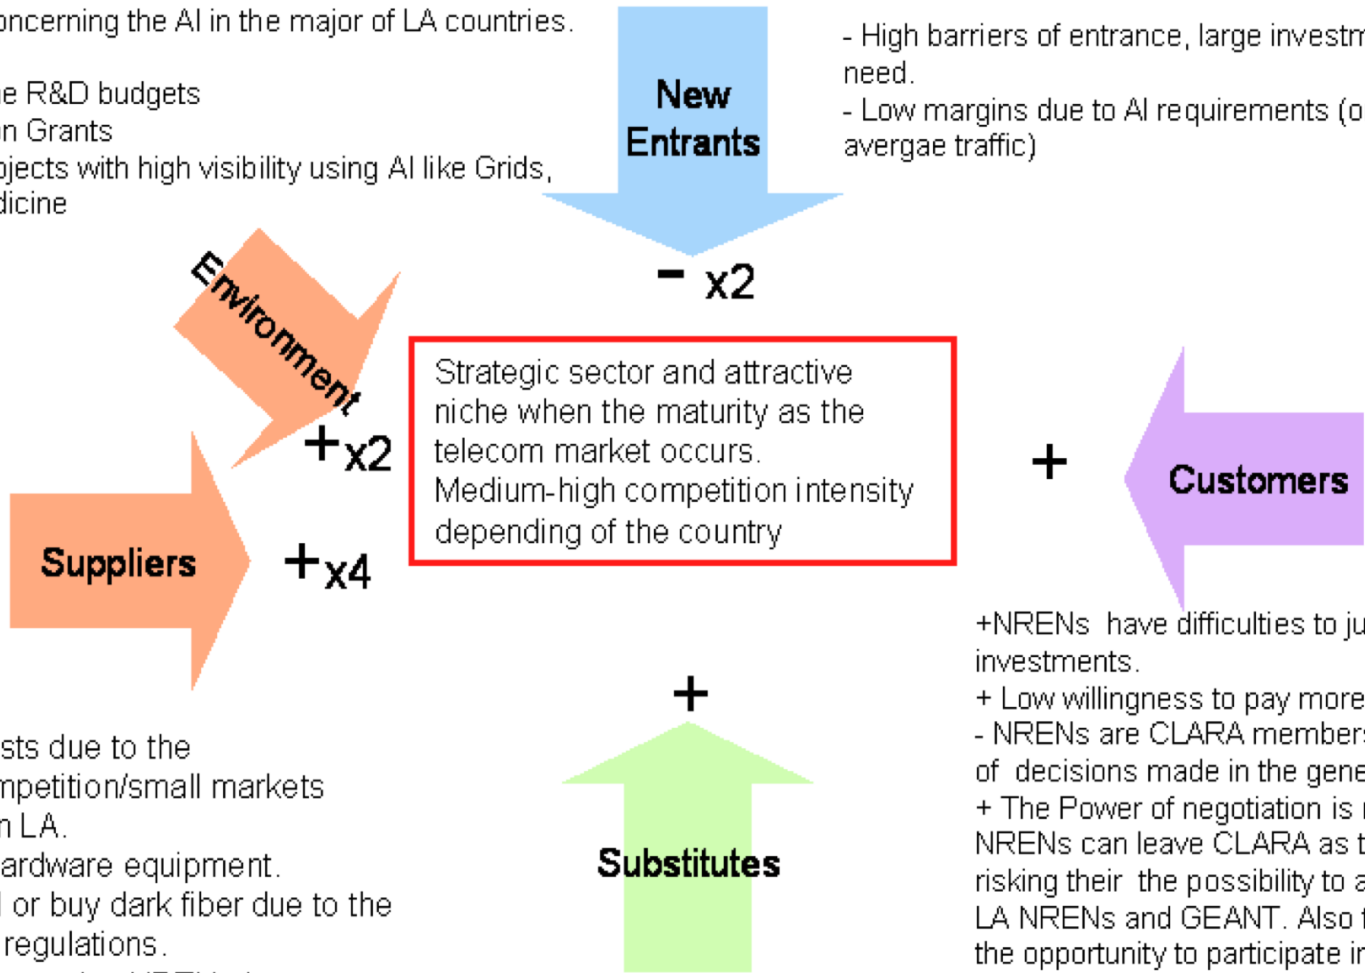 oncerning the AI in the major of LA countries.
ne R&D budgets
on Grants
ojects with high visibility using AI like Grids,
dicine
New
Entrants
- High barriers of entrance, large investm
need.
- Low margins due to AI requirements (o
avergae traffic)
- x2
Environment
+x2
Strategic sector and attractive
niche when the maturity as the
telecom market occurs.
Medium-high competition intensity
depending of the country
+
Customers
Suppliers
+x4
+NRENs have difficulties to ju
investments.
+ Low willingness to pay more
- NRENs are CLARA members
of decisions made in the gene
+ The Power of negotiation is
NRENs can leave CLARA as t
risking their the possibility to a
LA NRENs and GEANT. Also f
the opportunity to participate in
+
Substitutes
sts due to the
mpetition/small markets
n LA.
ardware equipment.
l or buy dark fiber due to the
regulations.